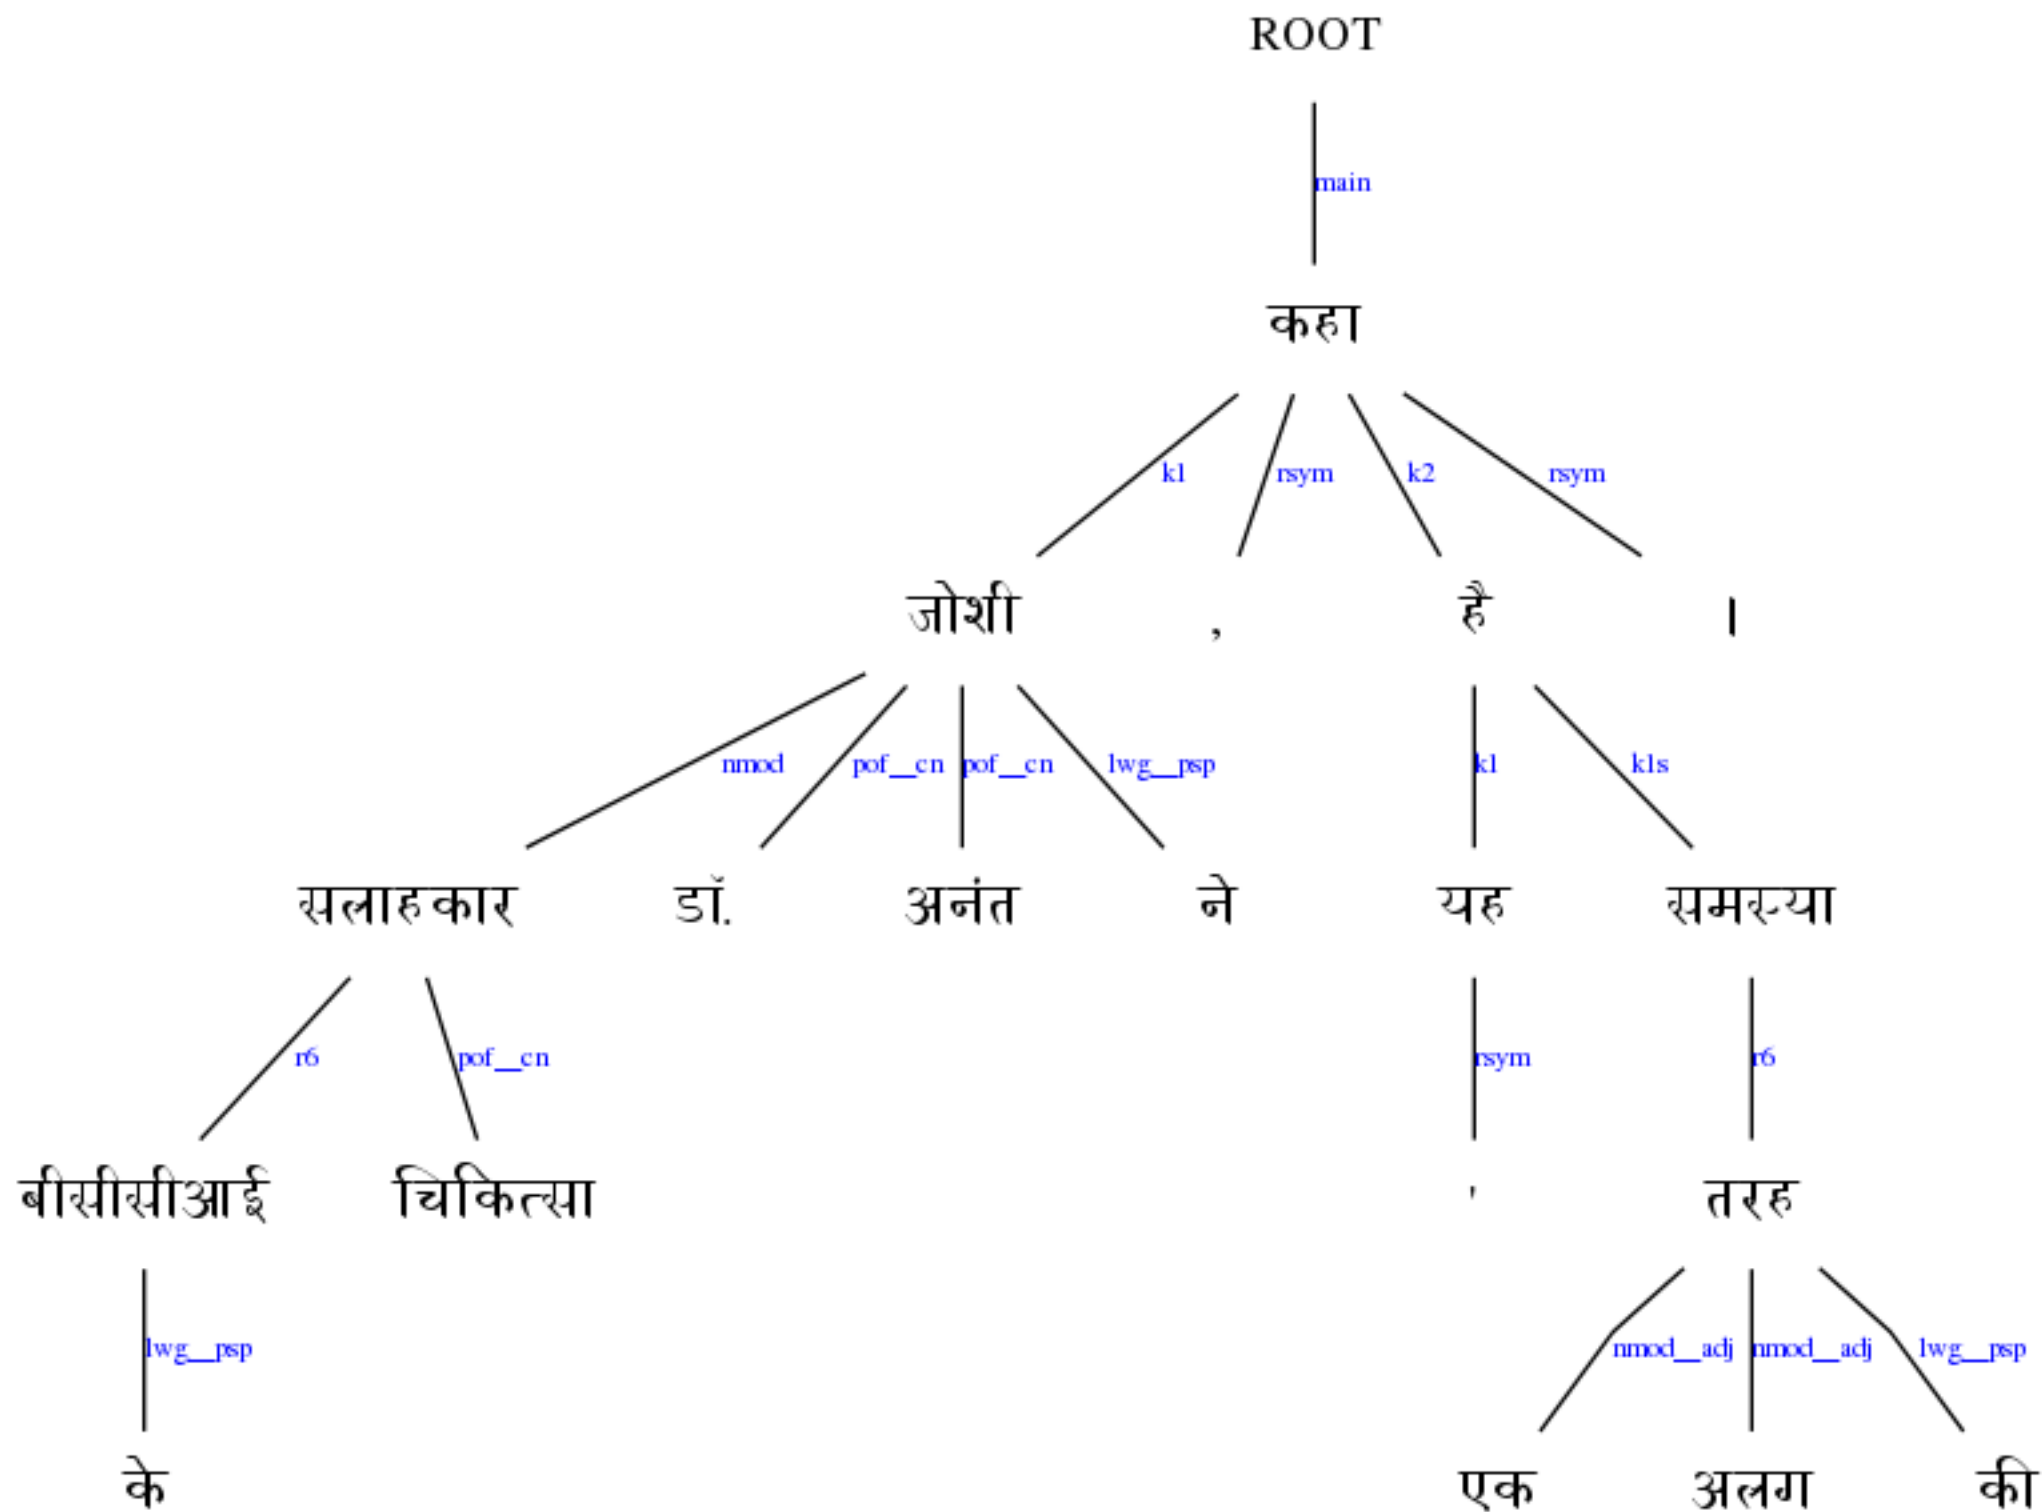 ROOT
main
कहा
k1 rsym k2 rsym
जोशी , है ।
nmod pof__cn pof__cn lwg__psp k1 k1s
सलाहकार डॉ. अनंत ने यह समस्या
r6 pof__cn rsym r6
बीसीसीआई चिकित्सा ' तरह
lwg__psp nmod__adj nmod__adj lwg__psp
के एक अलग की